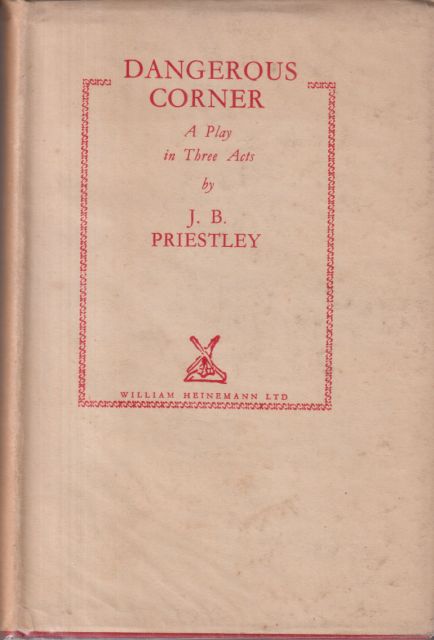 DANGEROUS
CORNER
A Play
in Three Acts
by
J. B.
PRIESTLEY
WILLIAM HEINEMANN LTD